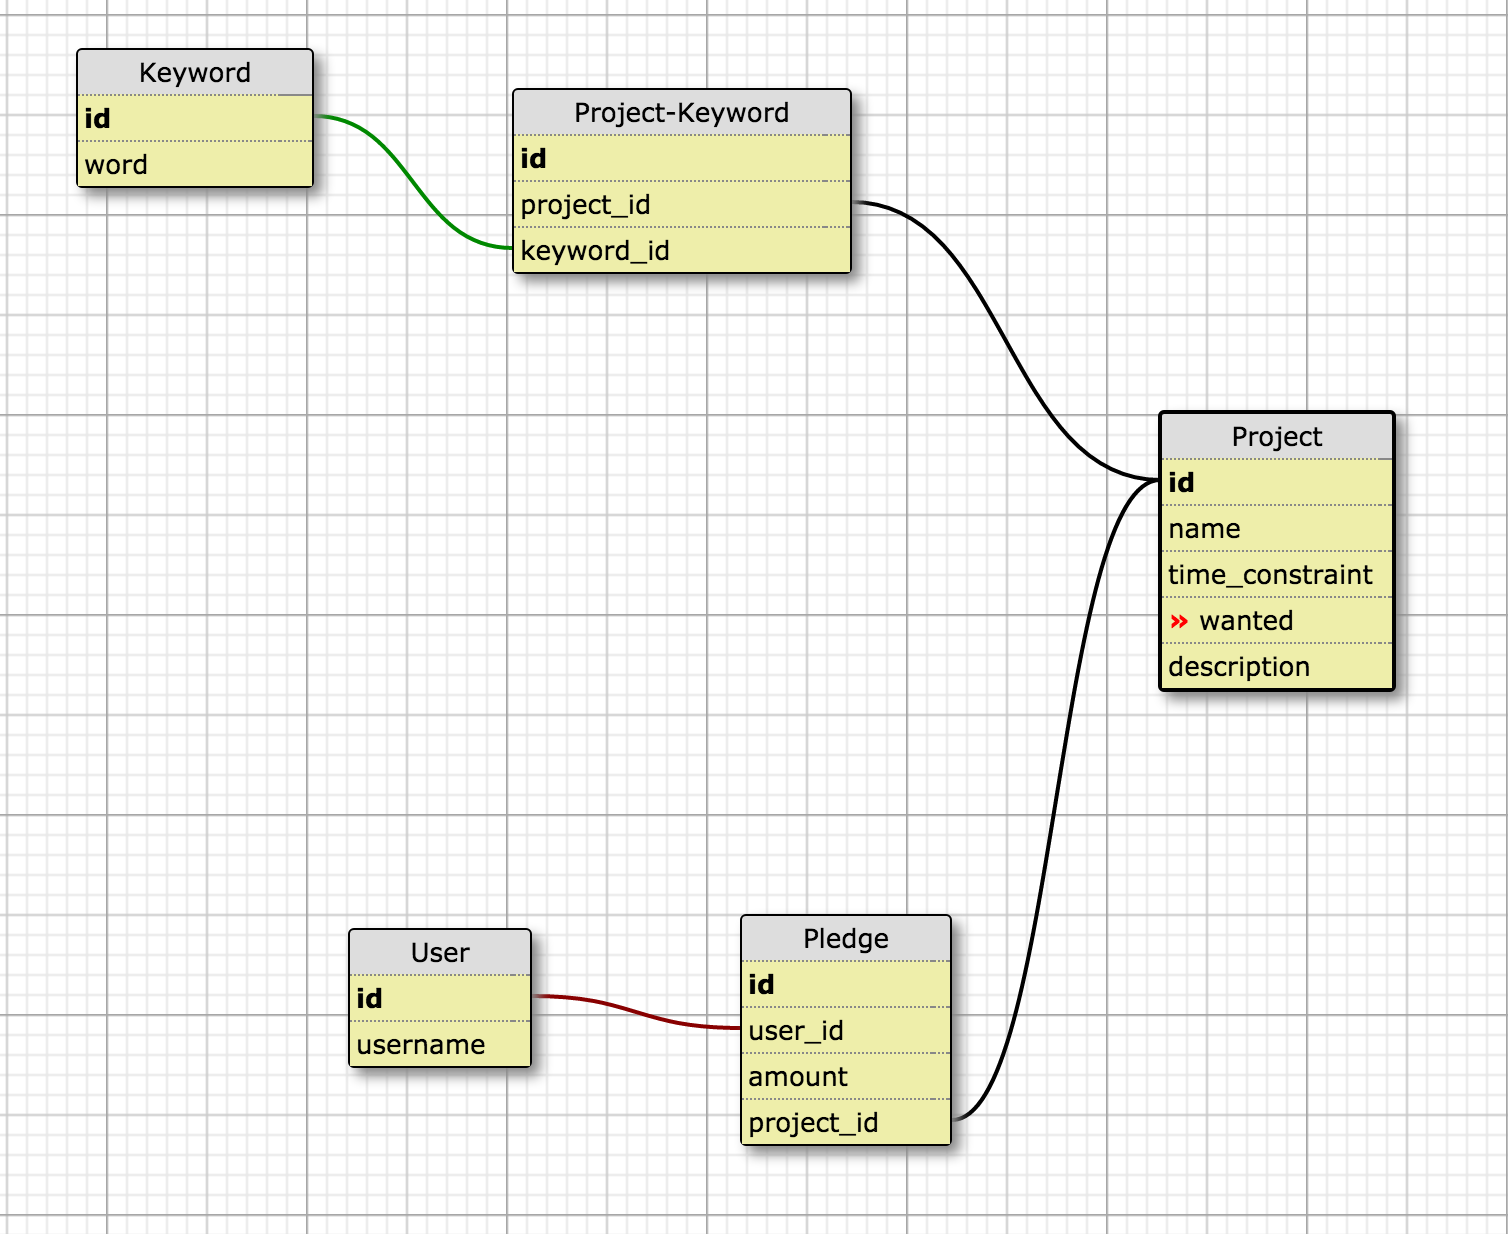 Keyword
id
word
Project-Keyword
id
project_id
keyword_id
Project
id
name
time_constraint
» wanted
description
User
id
username
Pledge
id
user_id
amount
project_id